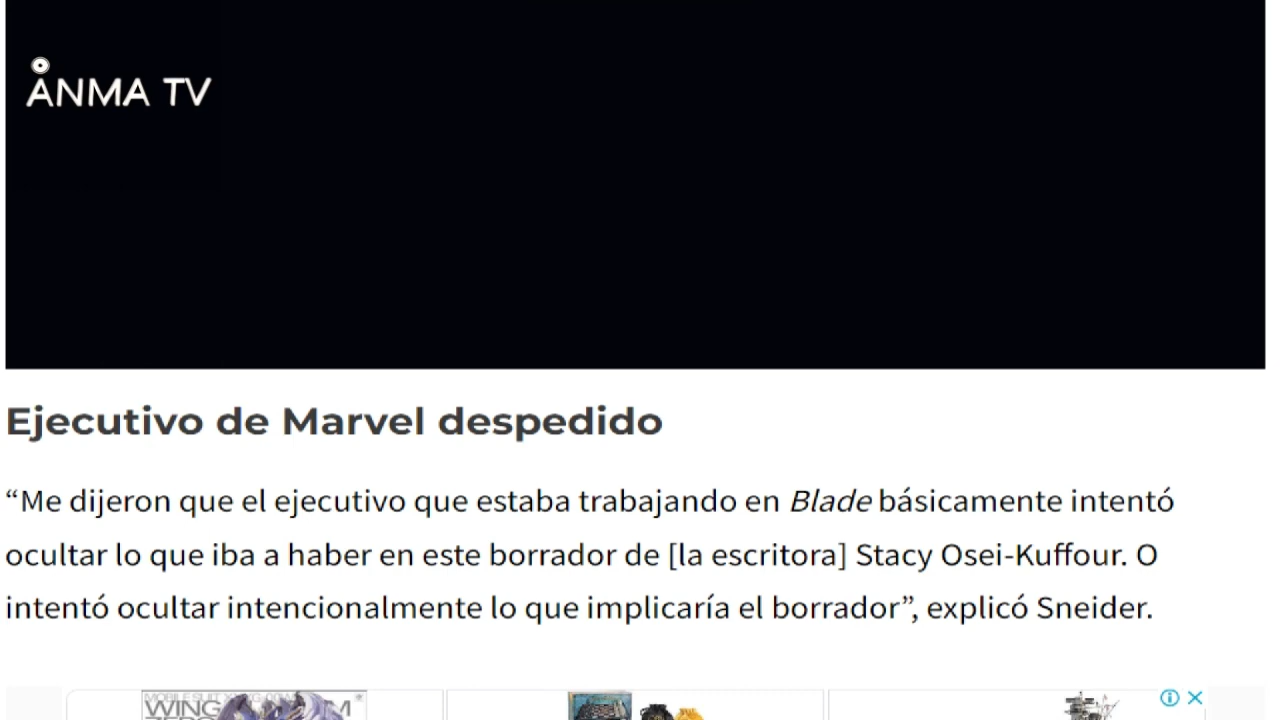 ÅNMA TV
Ejecutivo de Marvel despedido
“Me dijeron que el ejecutivo que estaba trabajando en Blade básicamente intentó
ocultar lo que iba a haber en este borrador de [la escritora] Stacy Osei-Kuffour. O
intentó ocultar intencionalmente lo que implicaría el borrador”, explicó Sneider.
WING